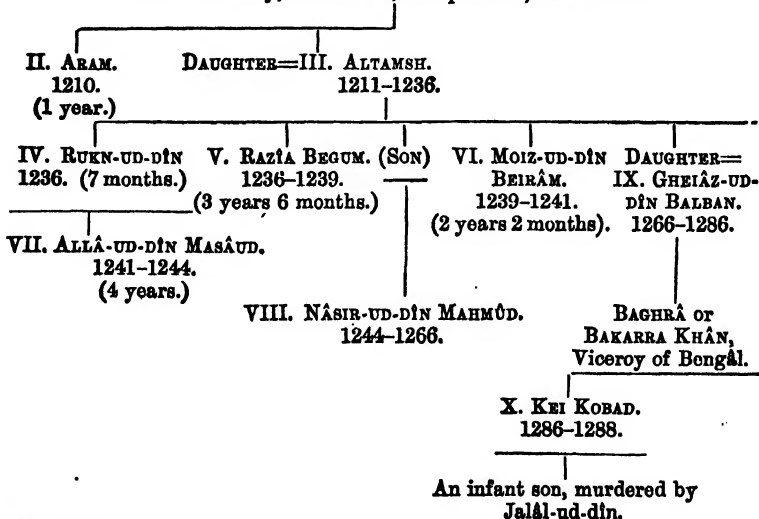 II. ARAM.
1210.
(1 year.)
DAUGHTER=III. ALTAMSH.
1211–1236.
IV. RUKN-UD-DÎN
1236. (7 months.)
V. RAZÎA BEGUM.
1236–1239.
(3 years 6 months.)
(SON)
VI. MOIZ-UD-DÎN
BEIRÂM.
1239–1241.
(2 years 2 months).
DAUGHTER=
IX. GHEIÂZ-UD-
DÎN BALBAN.
1266–1286.
VII. ALLÂ-UD-DÎN MASÂUD.
1241–1244.
(4 years.)
VIII. NÂSIR-UD-DÎN MAHMÛD.
1244–1266.
BAGHRÂ OR
BAKARRA KHÂN,
Viceroy of Bengâl.
X. KEI KOBAD.
1286–1288.
An infant son, murdered by
Jalâl-ud-dîn.